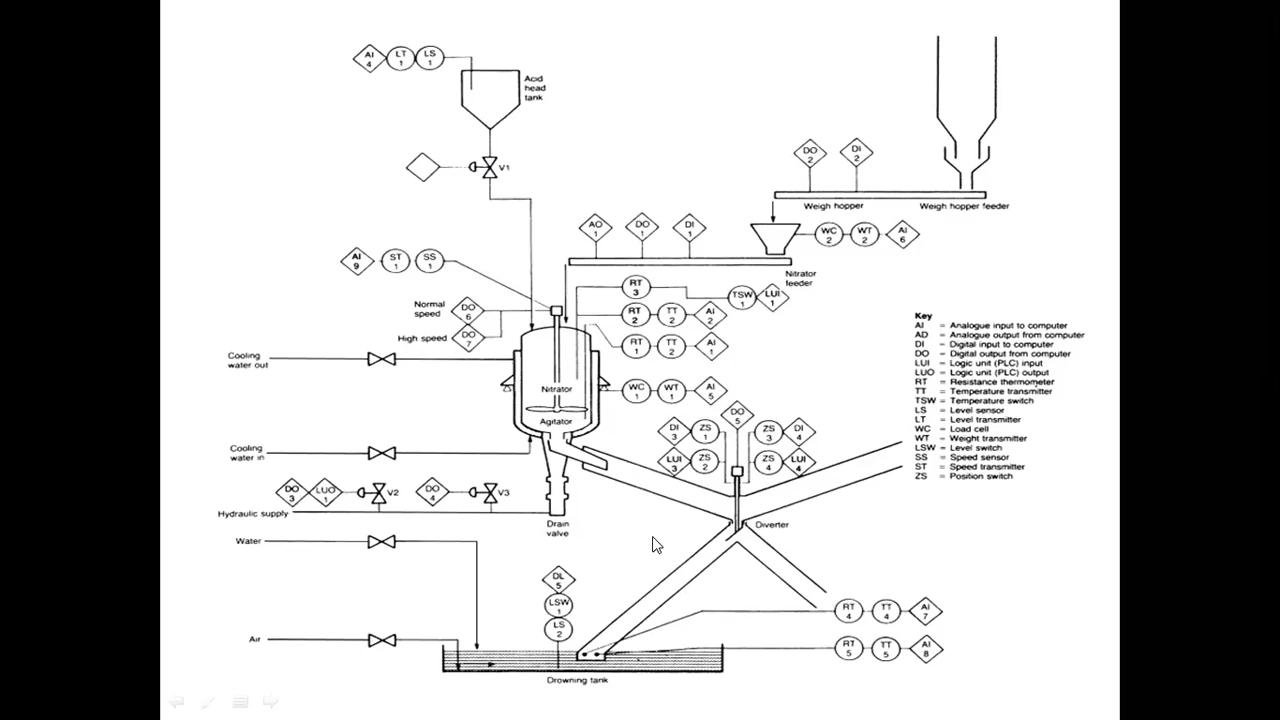 AI
4
LT
1
LS
1
Acid
head
tank
V1
DO
2
DI
2
Weigh hopper
Weigh hopper feeder
AO
1
DO
1
DI
1
WC
2
WT
2
AI
6
Nitrator
feeder
AI
9
ST
1
SS
1
RT
3
TSW
1
LUI
1
Normal
speed
DO
6
RT
2
TT
2
AI
2
High speed
DO
7
RT
1
TT
2
AI
1
Cooling
water out
Nitrator
WC
1
WT
1
AI
5
Agitator
DO
5
DI
3
ZS
1
ZS
3
DI
4
LUI
3
ZS
2
ZS
4
LUI
4
Cooling
water in
DO
3
LUO
1
V2
DO
4
V3
Hydraulic supply
Drain
valve
Diverter
Water
DL
5
LSW
1
LS
2
RT
4
TT
4
AI
7
Air
RT
5
TT
5
AI
8
Drowning tank
Key
AI = Analogue input to computer
AD = Analogue output from computer
DI = Digital input to computer
DO = Digital output from computer
LUI = Logic unit (PLC) input
LUO = Logic unit (PLC) output
RT = Resistance thermometer
TT = Temperature transmitter
TSW = Temperature switch
LS = Level sensor
LT = Level transmitter
WC = Load cell
WT = Weight transmitter
LSW = Level switch
SS = Speed sensor
ST = Speed transmitter
ZS = Position switch